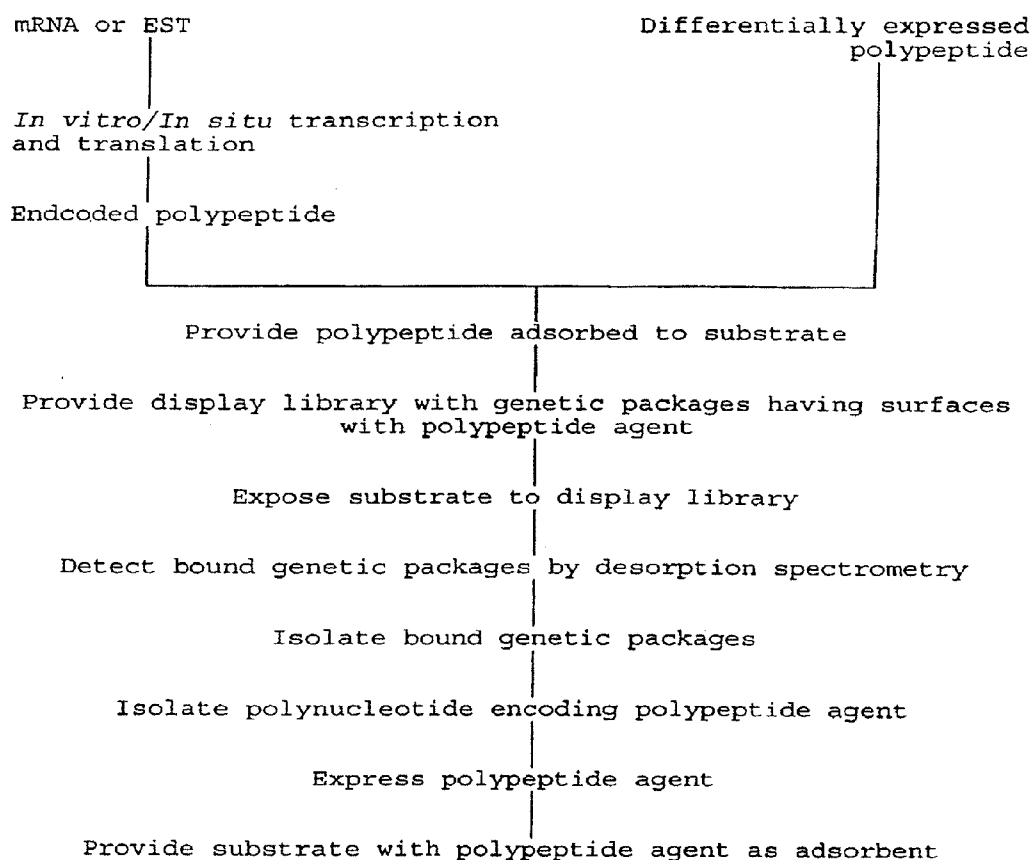 mRNA or EST
Differentially expressed
polypeptide
In vitro/In situ transcription
and translation
Endcoded polypeptide
Provide polypeptide adsorbed to substrate
Provide display library with genetic packages having surfaces
with polypeptide agent
Expose substrate to display library
Detect bound genetic packages by desorption spectrometry
Isolate bound genetic packages
Isolate polynucleotide encoding polypeptide agent
Express polypeptide agent
Provide substrate with polypeptide agent as adsorbent